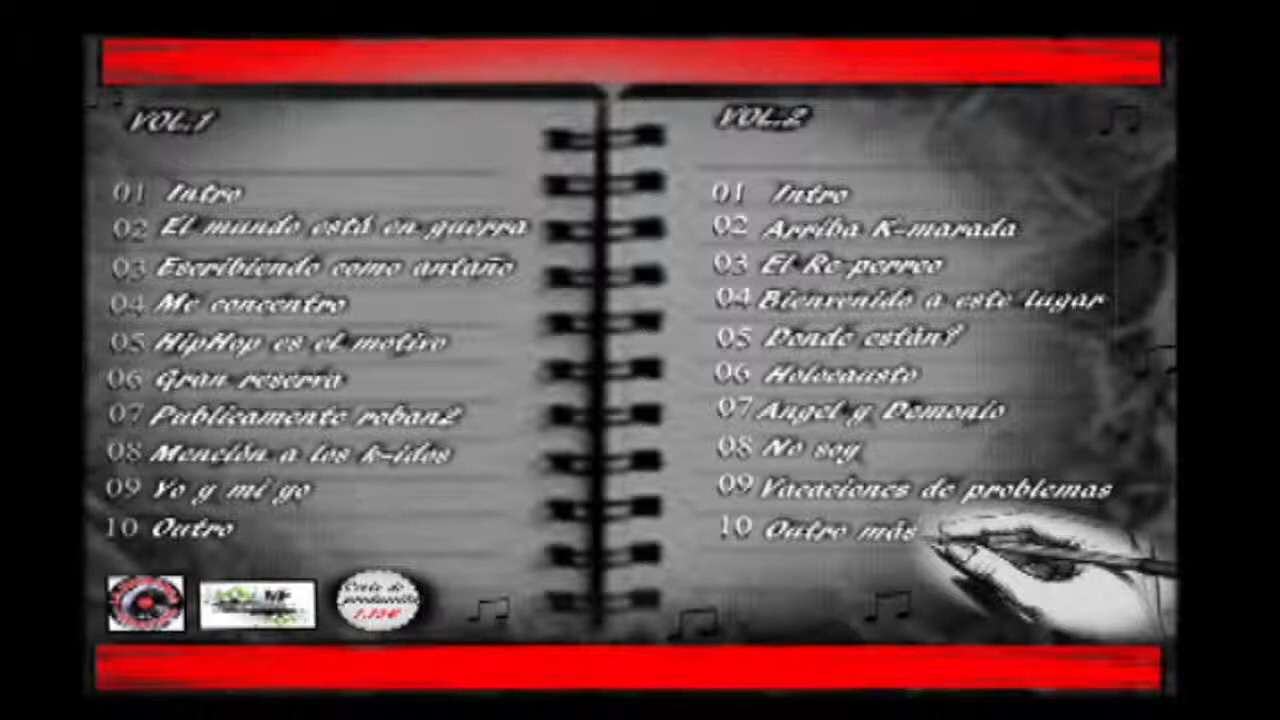 VOL.1
01 Intro
02 El mundo está en guerra
03 Escribiendo como antaño
04 Me concentro
05 HipHop es el motivo
06 Gran reserva
07 Publicamente roban2
08 Mención a los k-idos
09 Yo y mi yo
10 Outro
VOL.2
01 Intro
02 Arriba K-marada
03 El Re-perreo
04 Bienvenido a este lugar
05 Donde están?
06 Holocausto
07 Angel y Demonio
08 No soy
09 Vacaciones de problemas
10 Outro más